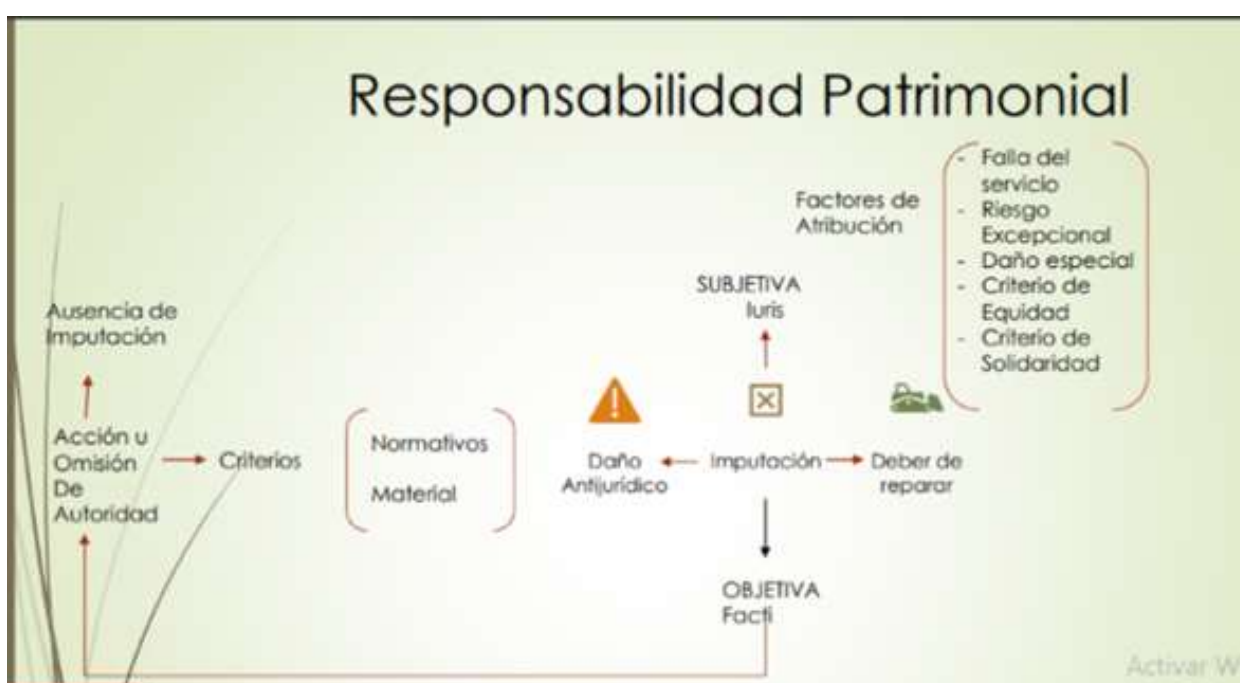 Responsabilidad Patrimonial
Factores de
Atribución
- Falla del
servicio
- Riesgo
Excepcional
- Daño especial
- Criterio de
Equidad
- Criterio de
Solidaridad
SUBJETIVA
Iuris
Ausencia de
Imputación
Acción u
Omisión
De
Autoridad
Criterios
Normativos
Material
Daño
Antijurídico
Imputación
Deber de
reparar
OBJETIVA
Facti
Activar W